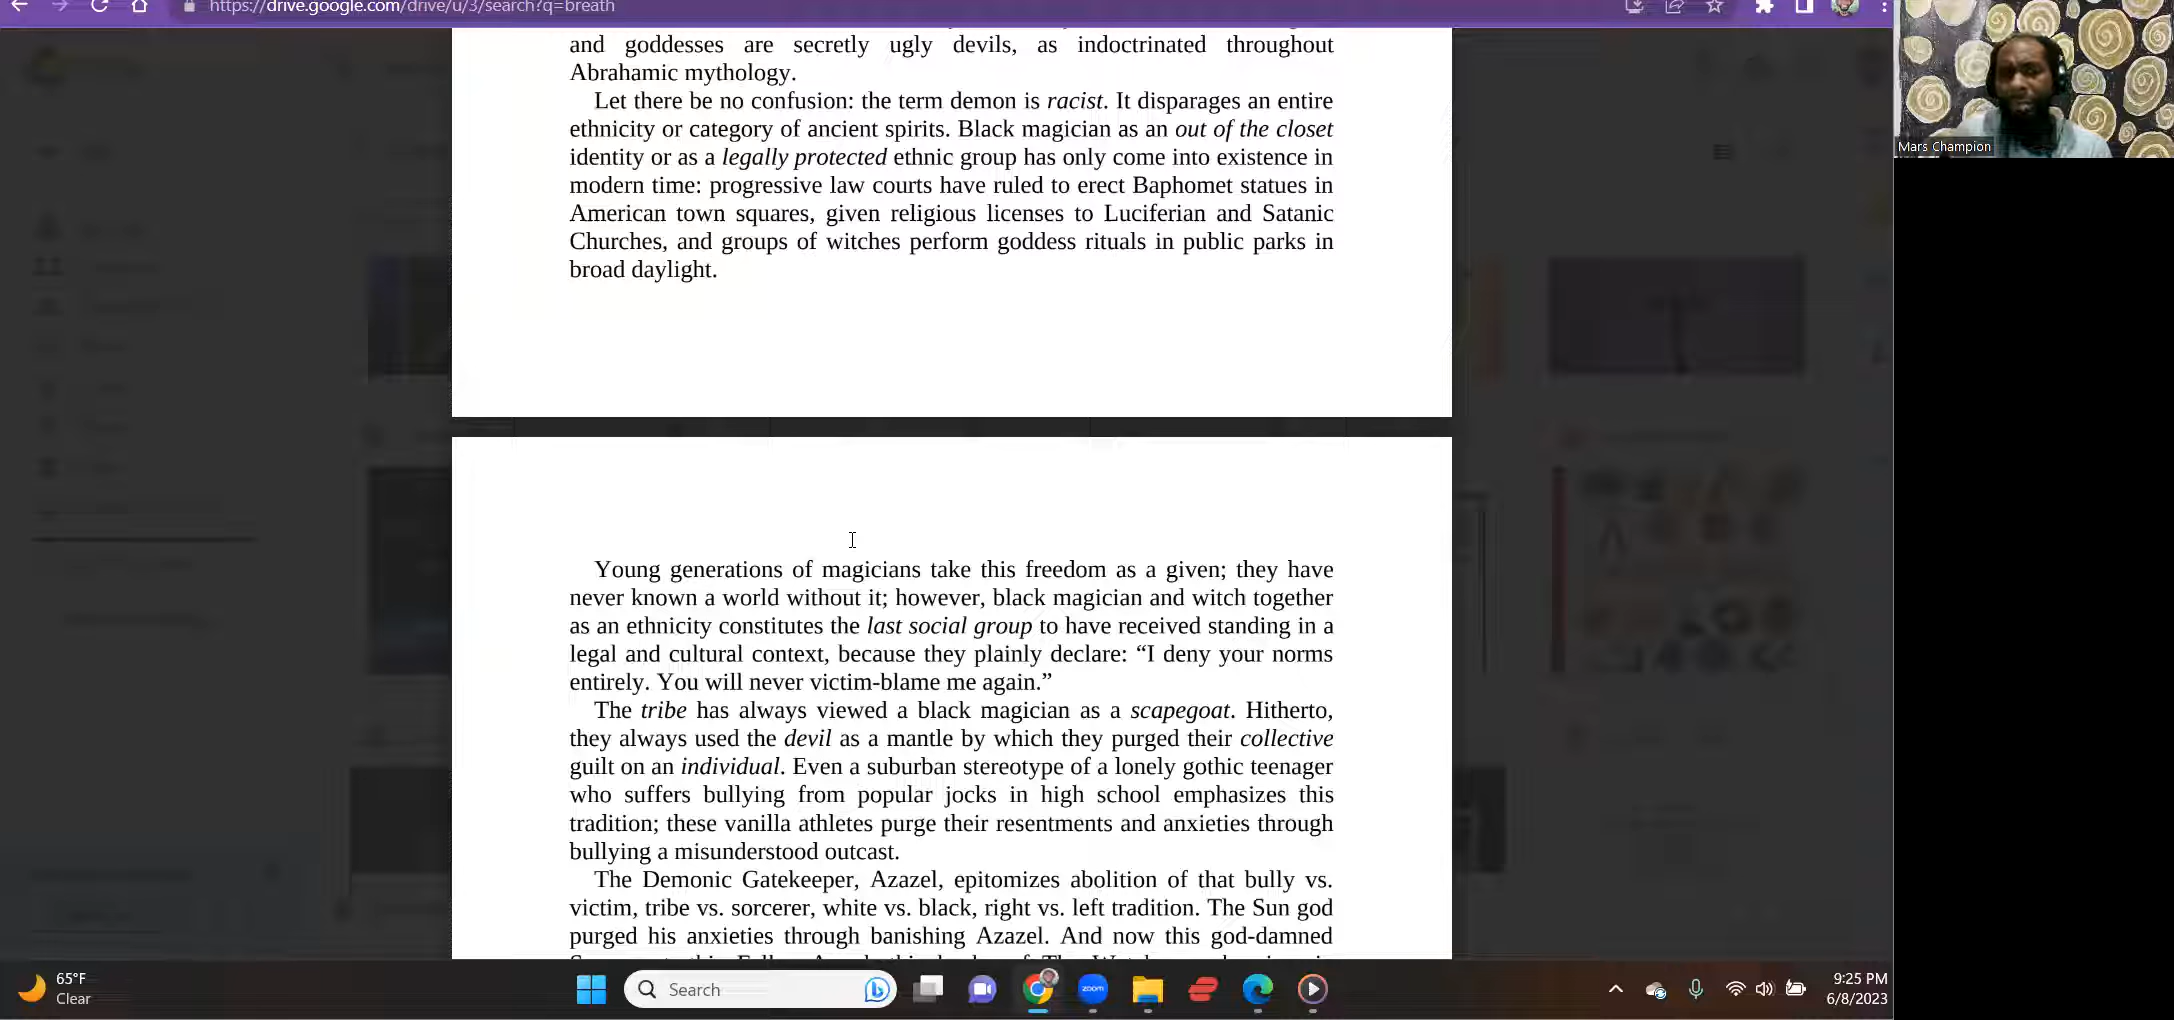 https://drive.google.com/drive/u/3/search?q=breath
and goddesses are secretly ugly devils, as indoctrinated throughout
Abrahamic mythology.
Let there be no confusion: the term demon is racist. It disparages an entire
ethnicity or category of ancient spirits. Black magician as an out of the closet
identity or as a legally protected ethnic group has only come into existence in
modern time: progressive law courts have ruled to erect Baphomet statues in
American town squares, given religious licenses to Luciferian and Satanic
Churches, and groups of witches perform goddess rituals in public parks in
broad daylight.
Young generations of magicians take this freedom as a given; they have
never known a world without it; however, black magician and witch together
as an ethnicity constitutes the last social group to have received standing in a
legal and cultural context, because they plainly declare: “I deny your norms
entirely. You will never victim-blame me again.”
The tribe has always viewed a black magician as a scapegoat. Hitherto,
they always used the devil as a mantle by which they purged their collective
guilt on an individual. Even a suburban stereotype of a lonely gothic teenager
who suffers bullying from popular jocks in high school emphasizes this
tradition; these vanilla athletes purge their resentments and anxieties through
bullying a misunderstood outcast.
The Demonic Gatekeeper, Azazel, epitomizes abolition of that bully vs.
victim, tribe vs. sorcerer, white vs. black, right vs. left tradition. The Sun god
purged his anxieties through banishing Azazel. And now this god-damned
Mars Champion
65°F
Clear
Search
zoom
9:25 PM
6/8/2023